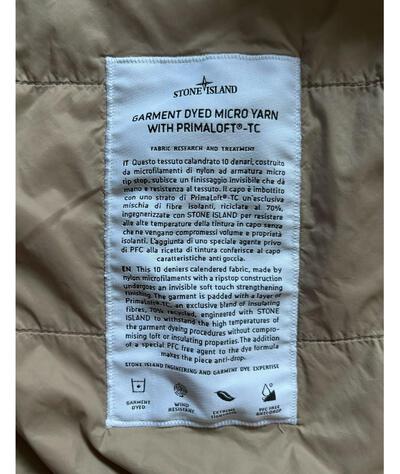 STONE ISLAND
GARMENT DYED MICRO YARN
WITH PRIMALOFT®-TC
FABRIC RESEARCH AND TREATMENT
IT Questo tessuto calandrato 10 denari, costruito
da microfilamenti di nylon ad armatura micro
rip stop, subisce un finissaggio invisibile che dà
mano e resistenza al tessuto. Il capo è imbottito
con uno strato di PrimaLoft®-TC un'esclusiva
mischia di fibre isolanti, riciclate al 70%,
ingegnerizzate con STONE ISLAND per resistere
alle alte temperature della tintura in capo senza
che ne vengano compromessi volume e proprietà
isolanti. L'aggiunta di uno speciale agente privo
di PFC alla ricetta di tintura conferisce al capo
caratteristiche anti goccia.
EN This 10 deniers calendered fabric, made by
nylon microfilaments with a ripstop construction
undergoes an invisible soft touch strengthening
finishing. The garment is padded with a layer of
PrimaLoft®-TC, an exclusive blend of insulating
fibres, 70% recycled, engineered with STONE
ISLAND to withstand the high temperatures of
the garment dyeing procedures without compro-
mising loft or insulating properties. The addition
of a special PFC free agent to the dye formula
makes the piece anti-drop.
STONE ISLAND ENGINEERING AND GARMENT DYE EXPERTISE
GARMENT
DYED
WIND
RESISTANT
EXTREME
PFC FREE
ANTI DROP